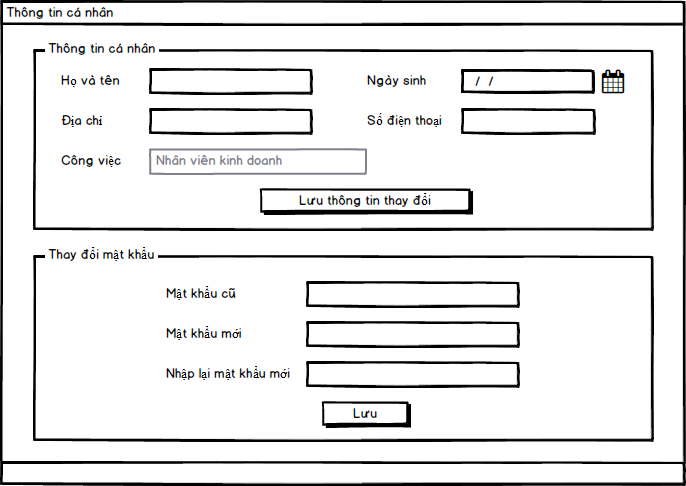 Thông tin cá nhân
Thông tin cá nhân
Họ và tên
Ngày sinh
/ /
Địa chỉ
Số điện thoại
Công việc
Nhân viên kinh doanh
Lưu thông tin thay đổi
Thay đổi mật khẩu
Mật khẩu cũ
Mật khẩu mới
Nhập lại mật khẩu mới
Lưu